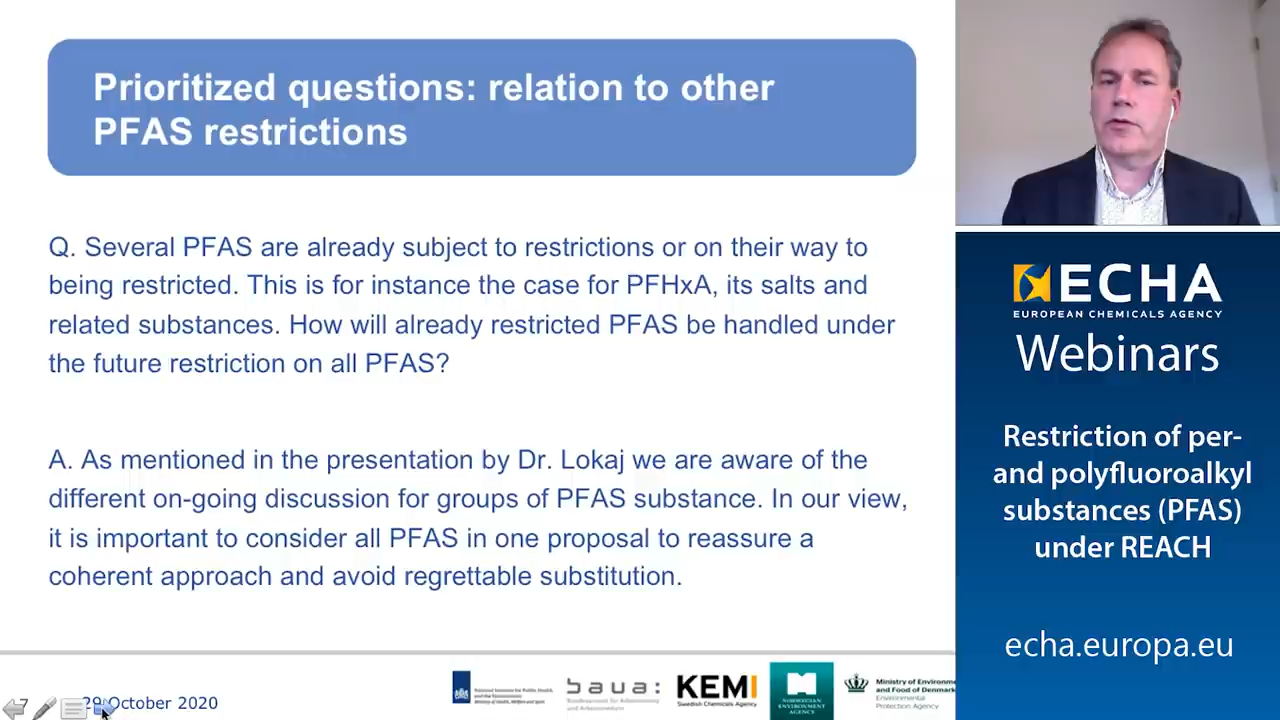 Prioritized questions: relation to other
PFAS restrictions
Q. Several PFAS are already subject to restrictions or on their way to
being restricted. This is for instance the case for PFHxA, its salts and
related substances. How will already restricted PFAS be handled under
the future restriction on all PFAS?
A. As mentioned in the presentation by Dr. Lokaj we are aware of the
different on-going discussion for groups of PFAS substance. In our view,
it is important to consider all PFAS in one proposal to reassure a
coherent approach and avoid regrettable substitution.
29 October 2020
National Institute for Public Health
and the Environment
Ministry of Health, Welfare and Sport
baua:
Bundesanstalt für Arbeitsschutz
und Arbeitsmedizin
KEMI
Swedish Chemicals Agency
NORWEGIAN
ENVIRONMENT
AGENCY
Ministry of Environm
and Food of Denmark
Environmental
Protection Agency
ECHA
EUROPEAN CHEMICALS AGENCY
Webinars
Restriction of per-
and polyfluoroalkyl
substances (PFAS)
under REACH
echa.europa.eu